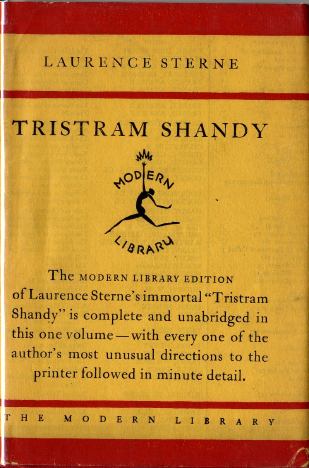 LAURENCE STERNE
TRISTRAM SHANDY
MODERN
LIBRARY
The MODERN LIBRARY EDITION
of Laurence Sterne's immortal "Tristram
Shandy" is complete and unabridged in
this one volume—with every one of the
author's most unusual directions to the
printer followed in minute detail.
THE MODERN LIBRARY